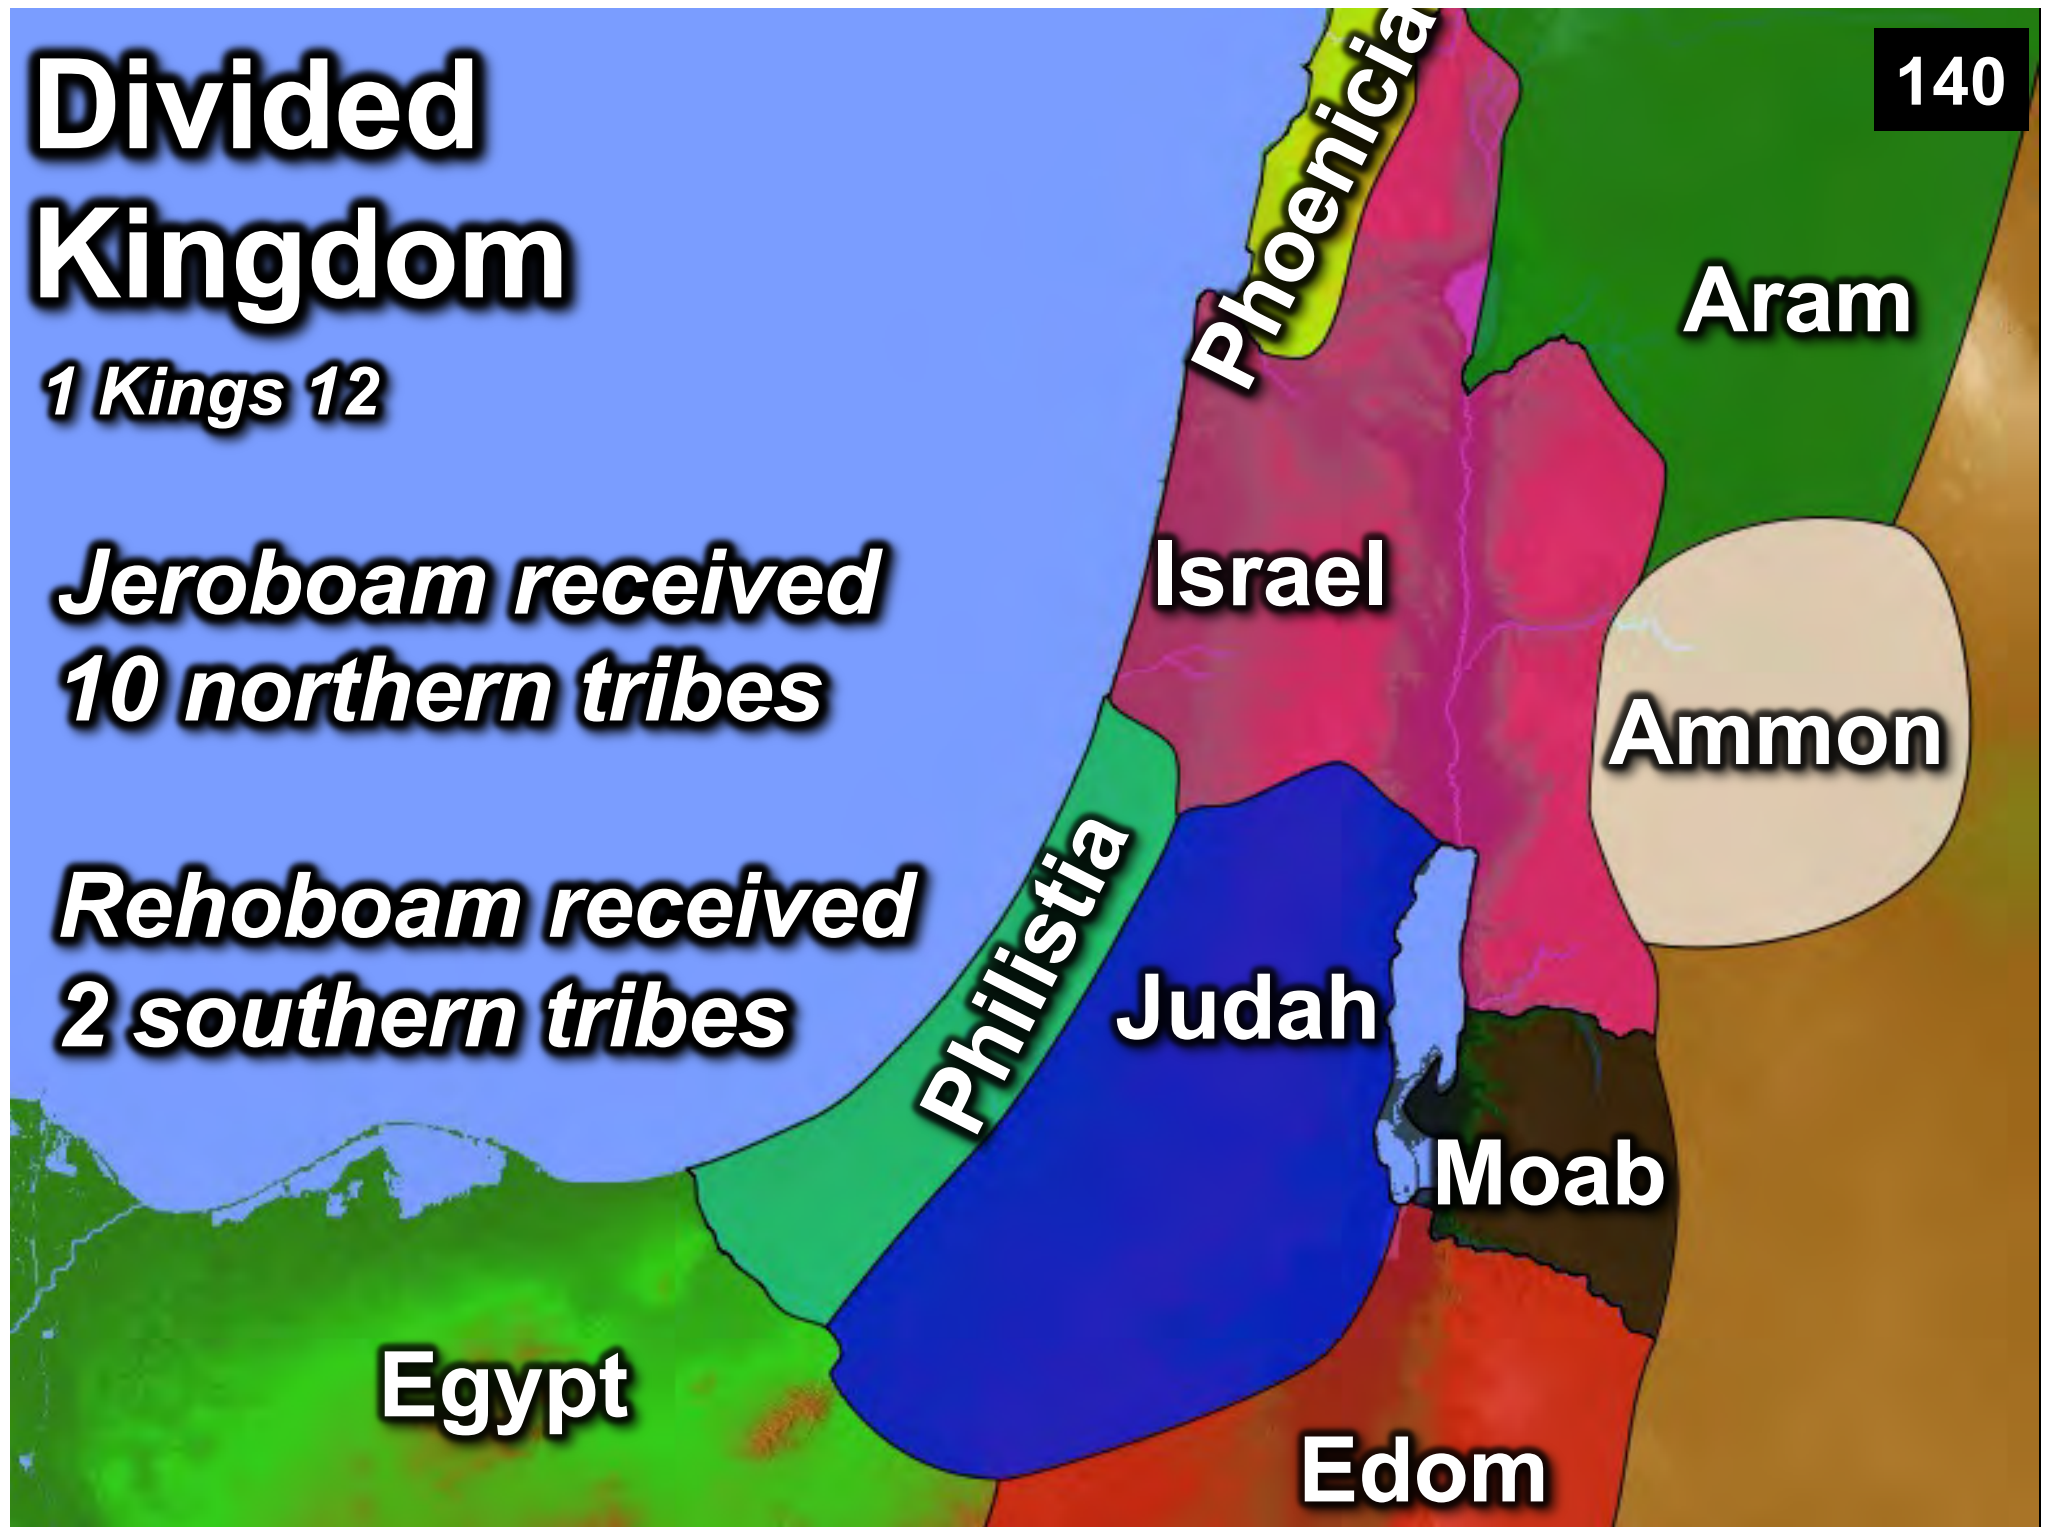 Divided
Kingdom
1 Kings 12
140
Phoenicia
Aram
Jeroboam received
10 northern tribes
Israel
Ammon
Rehoboam received
2 southern tribes
Philistia
Judah
Moab
Egypt
Edom